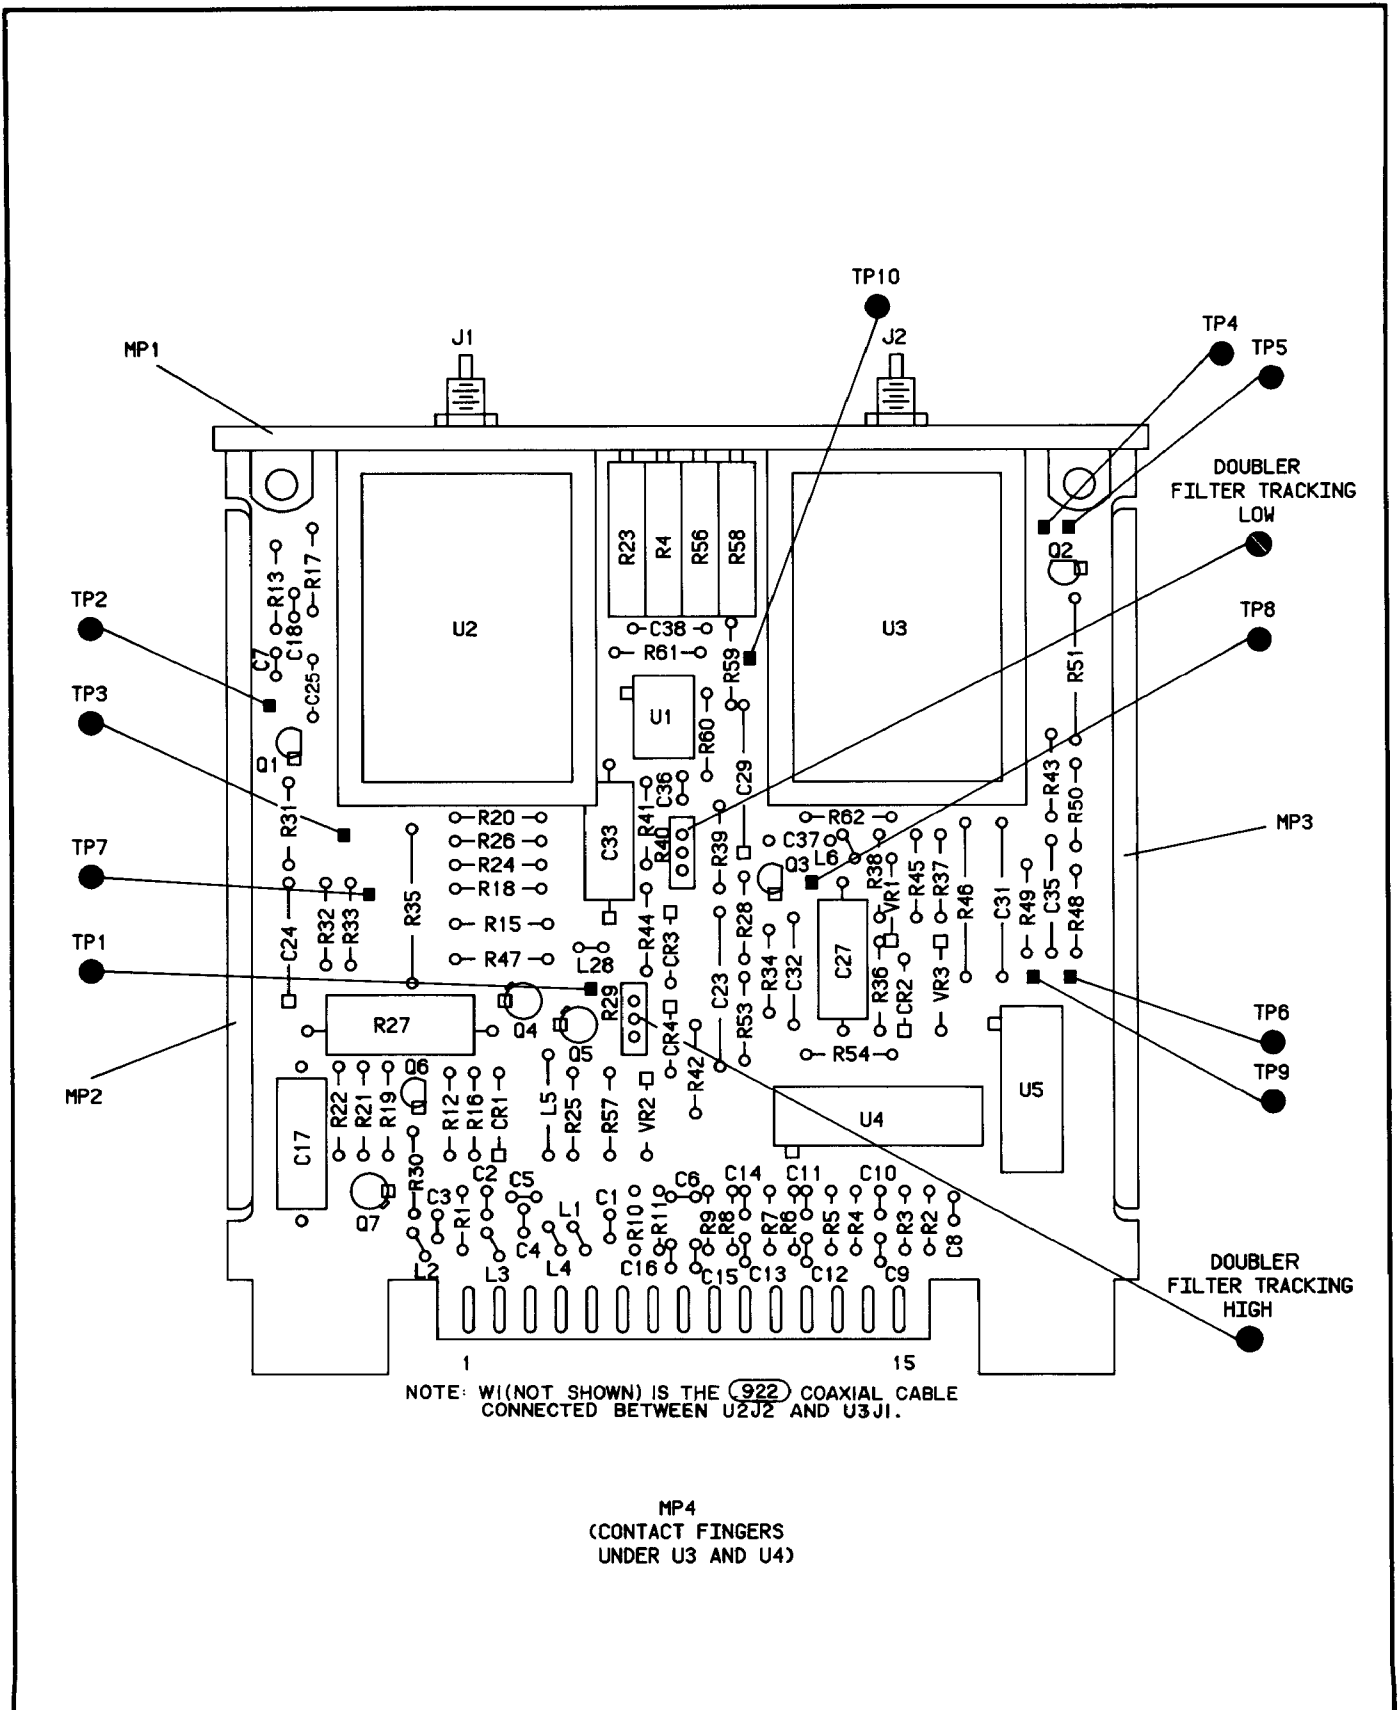 TP10
TP4
J1
J2
TP5
MP1
DOUBLER
FILTER TRACKING
LOW
R23
R4
R56
R58
Q2
R17
R13
TP2
C18
U2
C38
U3
TP8
R61
C7
R59
R51
C25
TP3
U1
R60
Q1
C36
C29
R43
R31
R20
R41
R62
R50
MP3
R26
C33
R40
R39
C37
L6
R38
TP7
R24
Q3
R18
VR1
R45
R37
R35
R46
C31
R49
C35
R48
R15
R28
C24
R32
R33
R44
CR3
TP1
R47
L28
C23
R34
C32
C27
R36
CR2
VR3
R29
R27
Q4
Q5
CR4
R53
TP6
R54
Q6
R42
TP9
MP2
U5
R22
R21
R19
R12
R16
CR1
L5
R25
R57
VR2
U4
C17
R30
C2
C5
C6
C14
C11
C10
Q7
C3
R1
L1
C1
R10
R11
R9
R8
R7
R6
R5
R4
R3
R2
C8
C4
L2
L3
L4
C16
C15
C13
C12
C9
DOUBLER
FILTER TRACKING
HIGH
1
15
NOTE: W1(NOT SHOWN) IS THE 922 COAXIAL CABLE
CONNECTED BETWEEN U2J2 AND U3J1.
MP4
(CONTACT FINGERS
UNDER U3 AND U4)